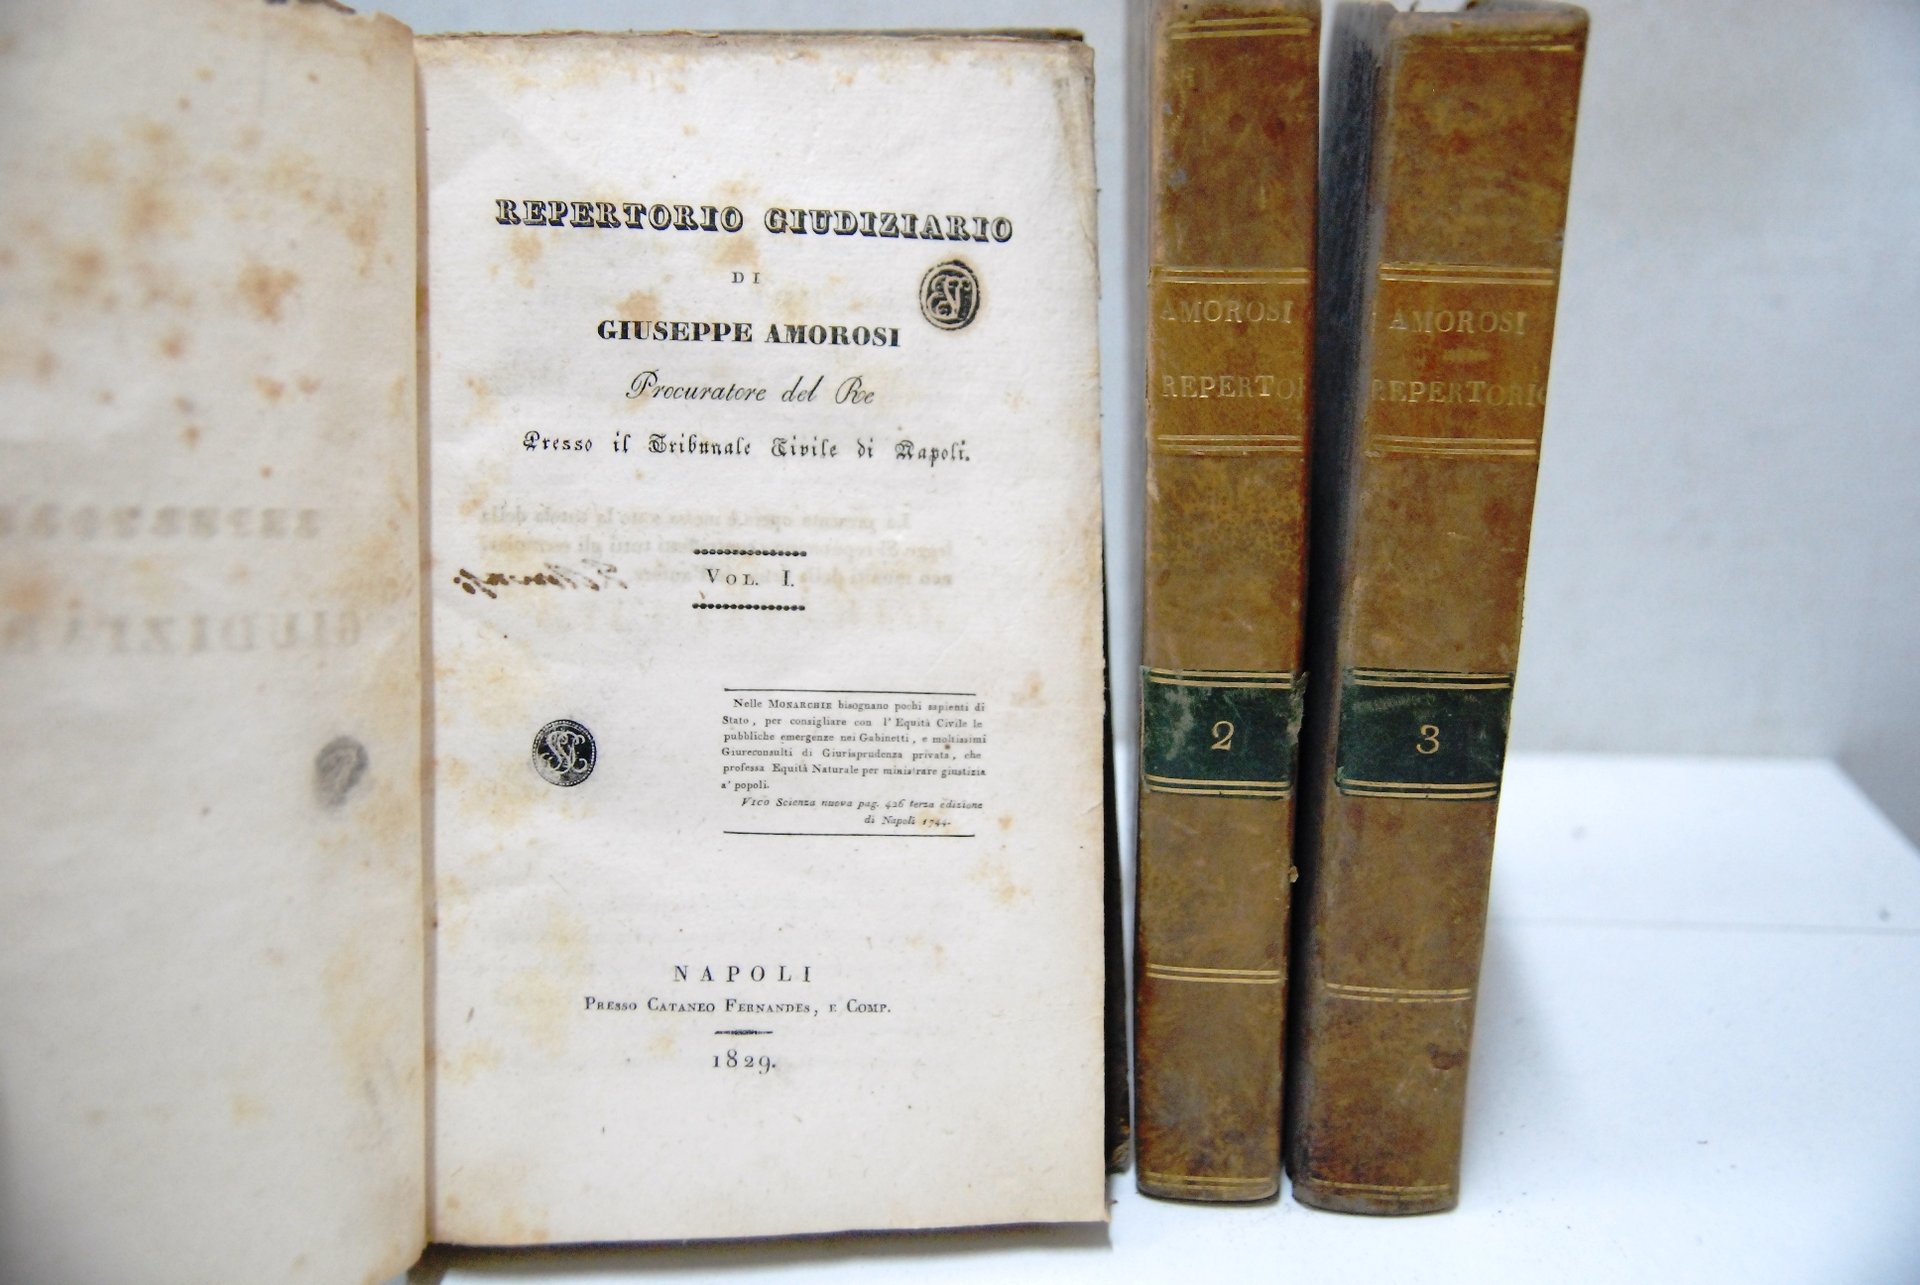 REPERTORIO GIUDIZIARIO
DI
GIUSEPPE AMOROSI
Procuratore del Re
Presso il Tribunale Civile di Napoli.
VOL. I.
Nelle MONARCHIE bisognano pochi sapienti di
Stato, per consigliare con l'Equità Civile le
pubbliche emergenze nei Gabinetti, e moltissimi
Giureconsulti di Giurisprudenza privata, che
professa Equità Naturale per ministrare giustizia
a' popoli.
VICO Scienza nuova pag. 426 terza edizione
di Napoli 1744.
NAPOLI
PRESSO CATANEO FERNANDES, E COMP.
1829.
AMOROSI
REPERTO
2
AMOROSI
REPERTORIO
3